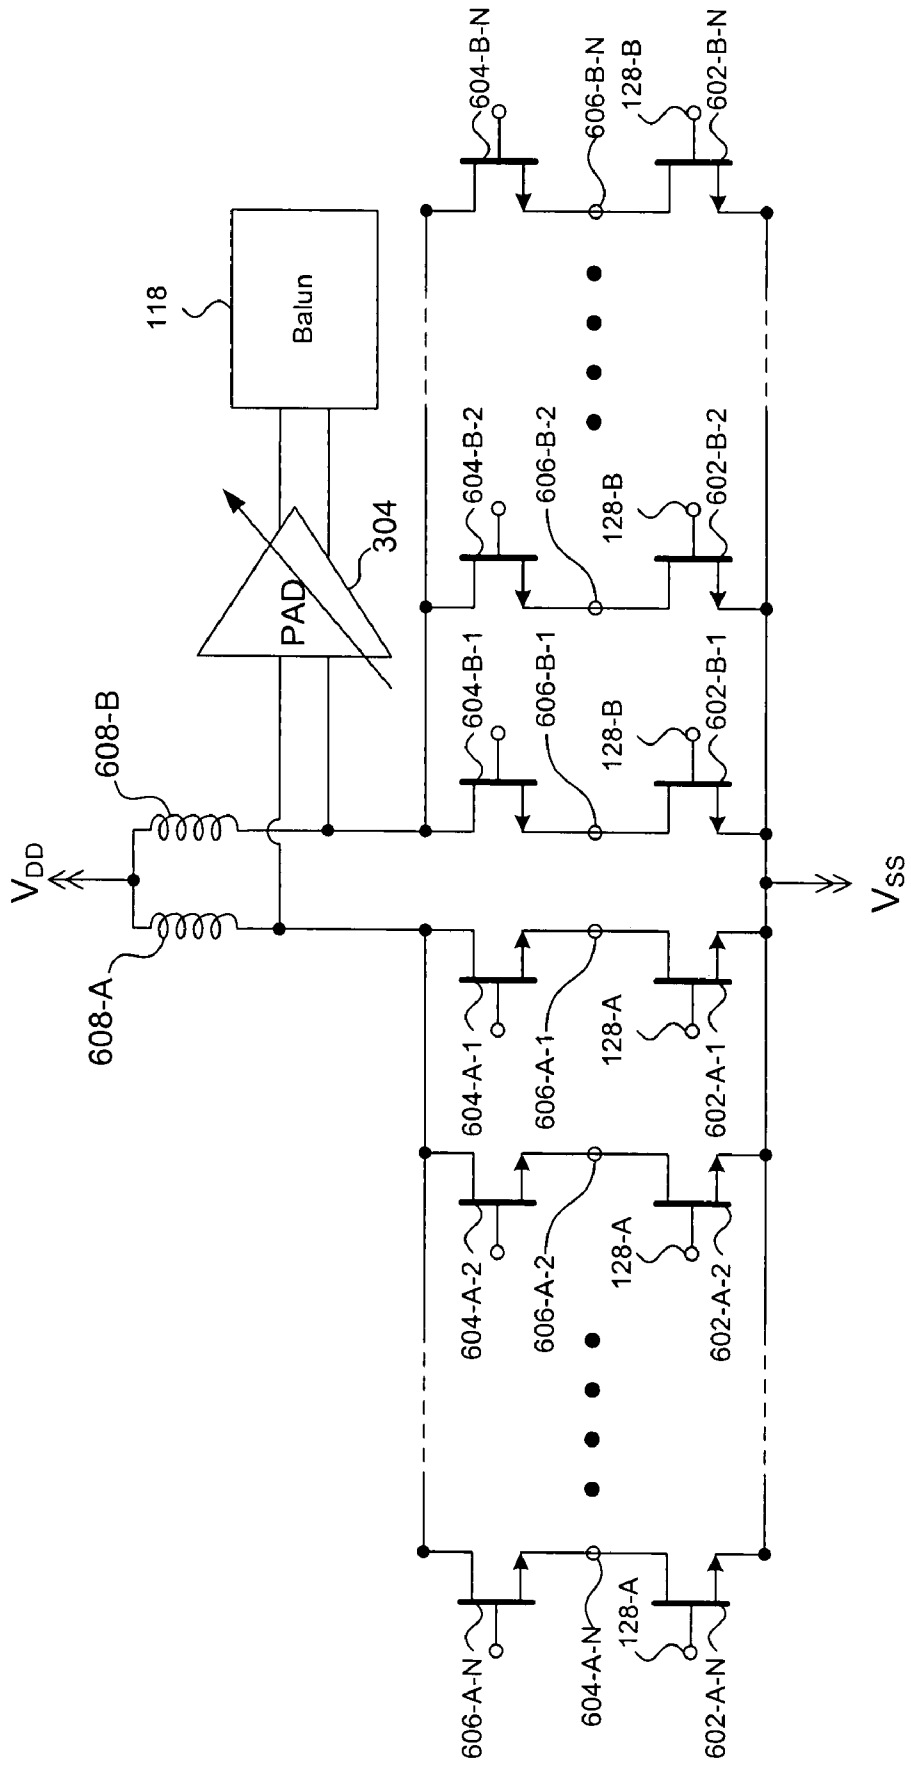 VDD
608-A
608-B
118
PAD
Balun
304
606-A-N
604-A-2
604-A-1
604-B-1
604-B-2
604-B-N
604-A-N
606-A-2
606-A-1
606-B-1
606-B-2
606-B-N
128-A
128-A
128-A
128-B
128-B
128-B
602-A-N
602-A-2
602-A-1
602-B-1
602-B-2
602-B-N
VSS